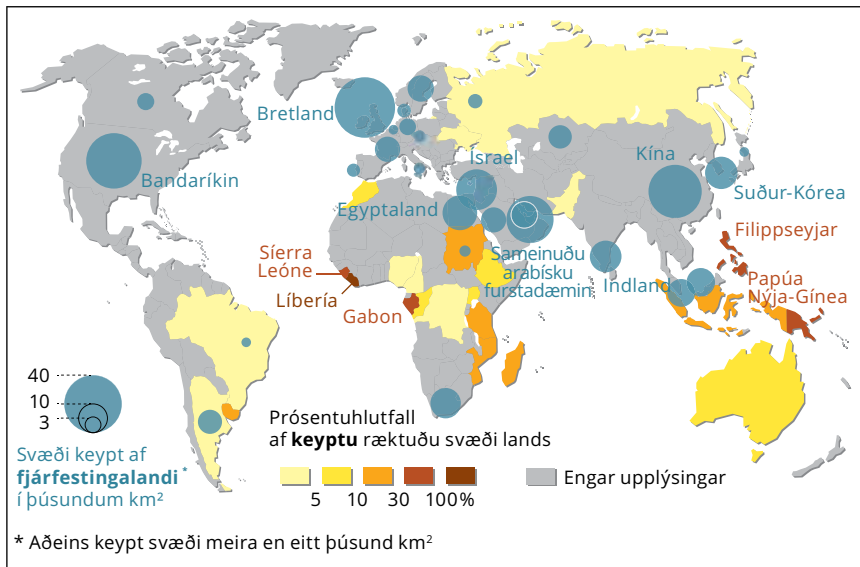 Bretland
Bandaríkin
Ísrael
Kína
Egyptaland
Suður-Kórea
Síerra
Leóne
Líbería
Gabon
Sameinuðu
arabísku
furstadæmin
Indland
Filippseyjar
Papúa
Nýja-Gínea
40
10
3
Svæði keypt af
fjárfestingalandi *
í þúsundum km²
Prósentuhlutfall
af keyptu ræktuðu svæði lands
5 10 30 100%
Engar upplýsingar
* Aðeins keypt svæði meira en eitt þúsund km²